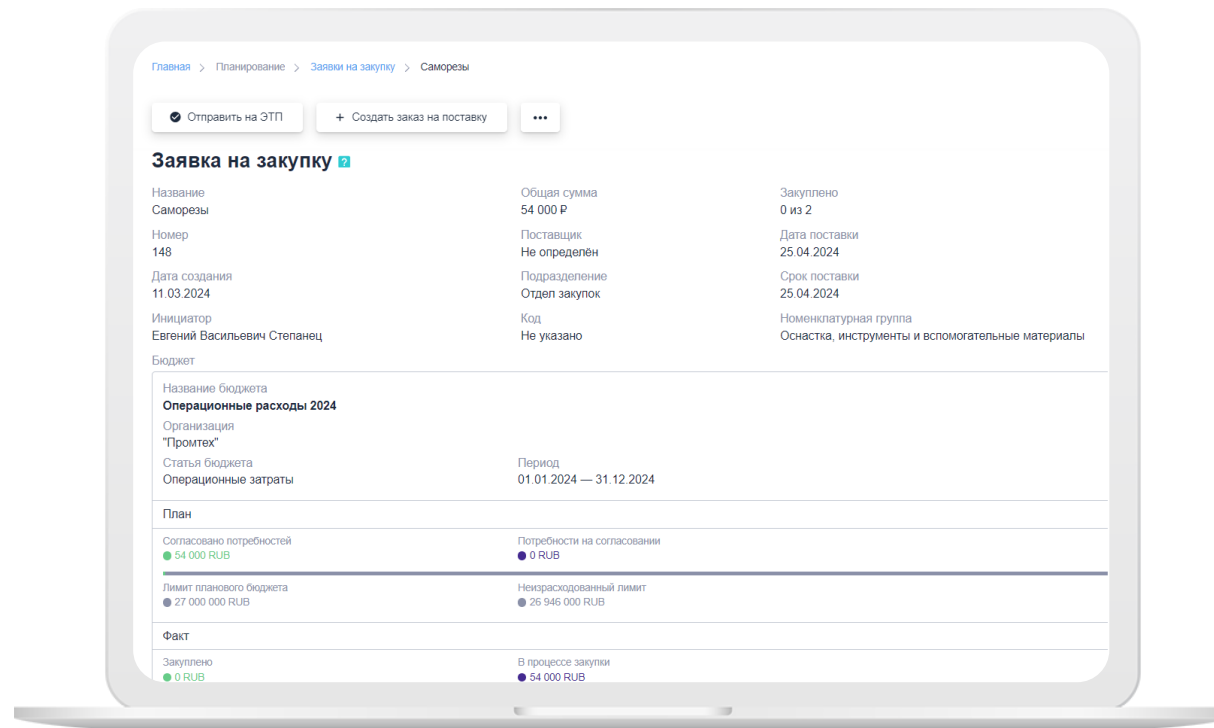 Главная > Планирование > Заявки на закупку > Саморезы
Отправить на ЭТП + Создать заказ на поставку •••
Заявка на закупку ?
Название Общая сумма Закуплено
Саморезы 54 000 ₽ 0 из 2
Номер Поставщик Дата поставки
148 Не определён 25.04.2024
Дата создания Подразделение Срок поставки
11.03.2024 Отдел закупок 25.04.2024
Инициатор Код Номенклатурная группа
Евгений Васильевич Степанец Не указано Оснастка, инструменты и вспомогательные материалы
Бюджет
Название бюджета
Операционные расходы 2024
Организация
"Промтех"
Статья бюджета Период
Операционные затраты 01.01.2024 — 31.12.2024
План
Согласовано потребностей Потребности на согласовании
54 000 RUB 0 RUB
Лимит планового бюджета Неизрасходованный лимит
27 000 000 RUB 26 946 000 RUB
Факт
Закуплено В процессе закупки
0 RUB 54 000 RUB